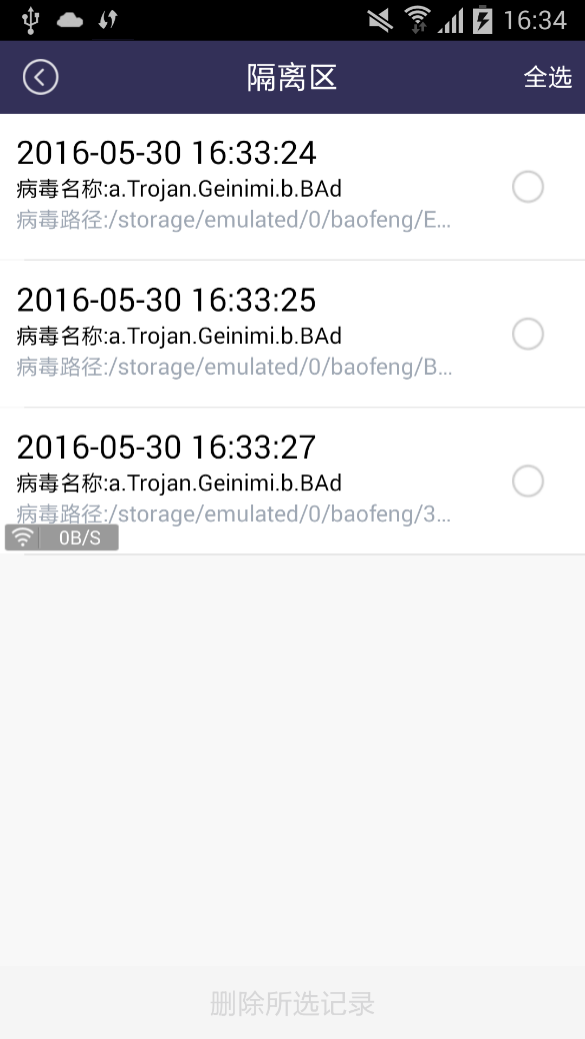 16:34
隔离区
全选
2016-05-30 16:33:24
病毒名称:a.Trojan.Geinimi.b.BAd
病毒路径:/storage/emulated/0/baofeng/E...
2016-05-30 16:33:25
病毒名称:a.Trojan.Geinimi.b.BAd
病毒路径:/storage/emulated/0/baofeng/B...
2016-05-30 16:33:27
病毒名称:a.Trojan.Geinimi.b.BAd
病毒路径:/storage/emulated/0/baofeng/3...
0B/S
删除所选记录